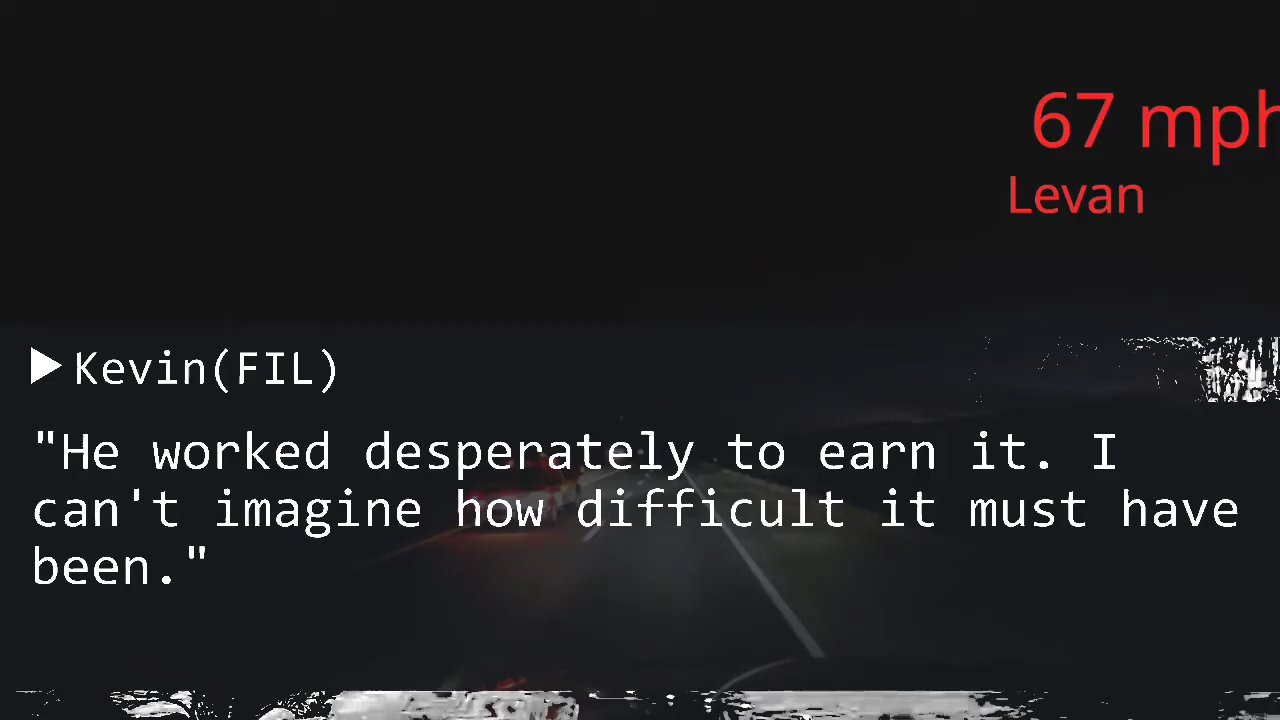 67 mph
Levan
Kevin(FIL)
"He worked desperately to earn it. I
can't imagine how difficult it must have
been."